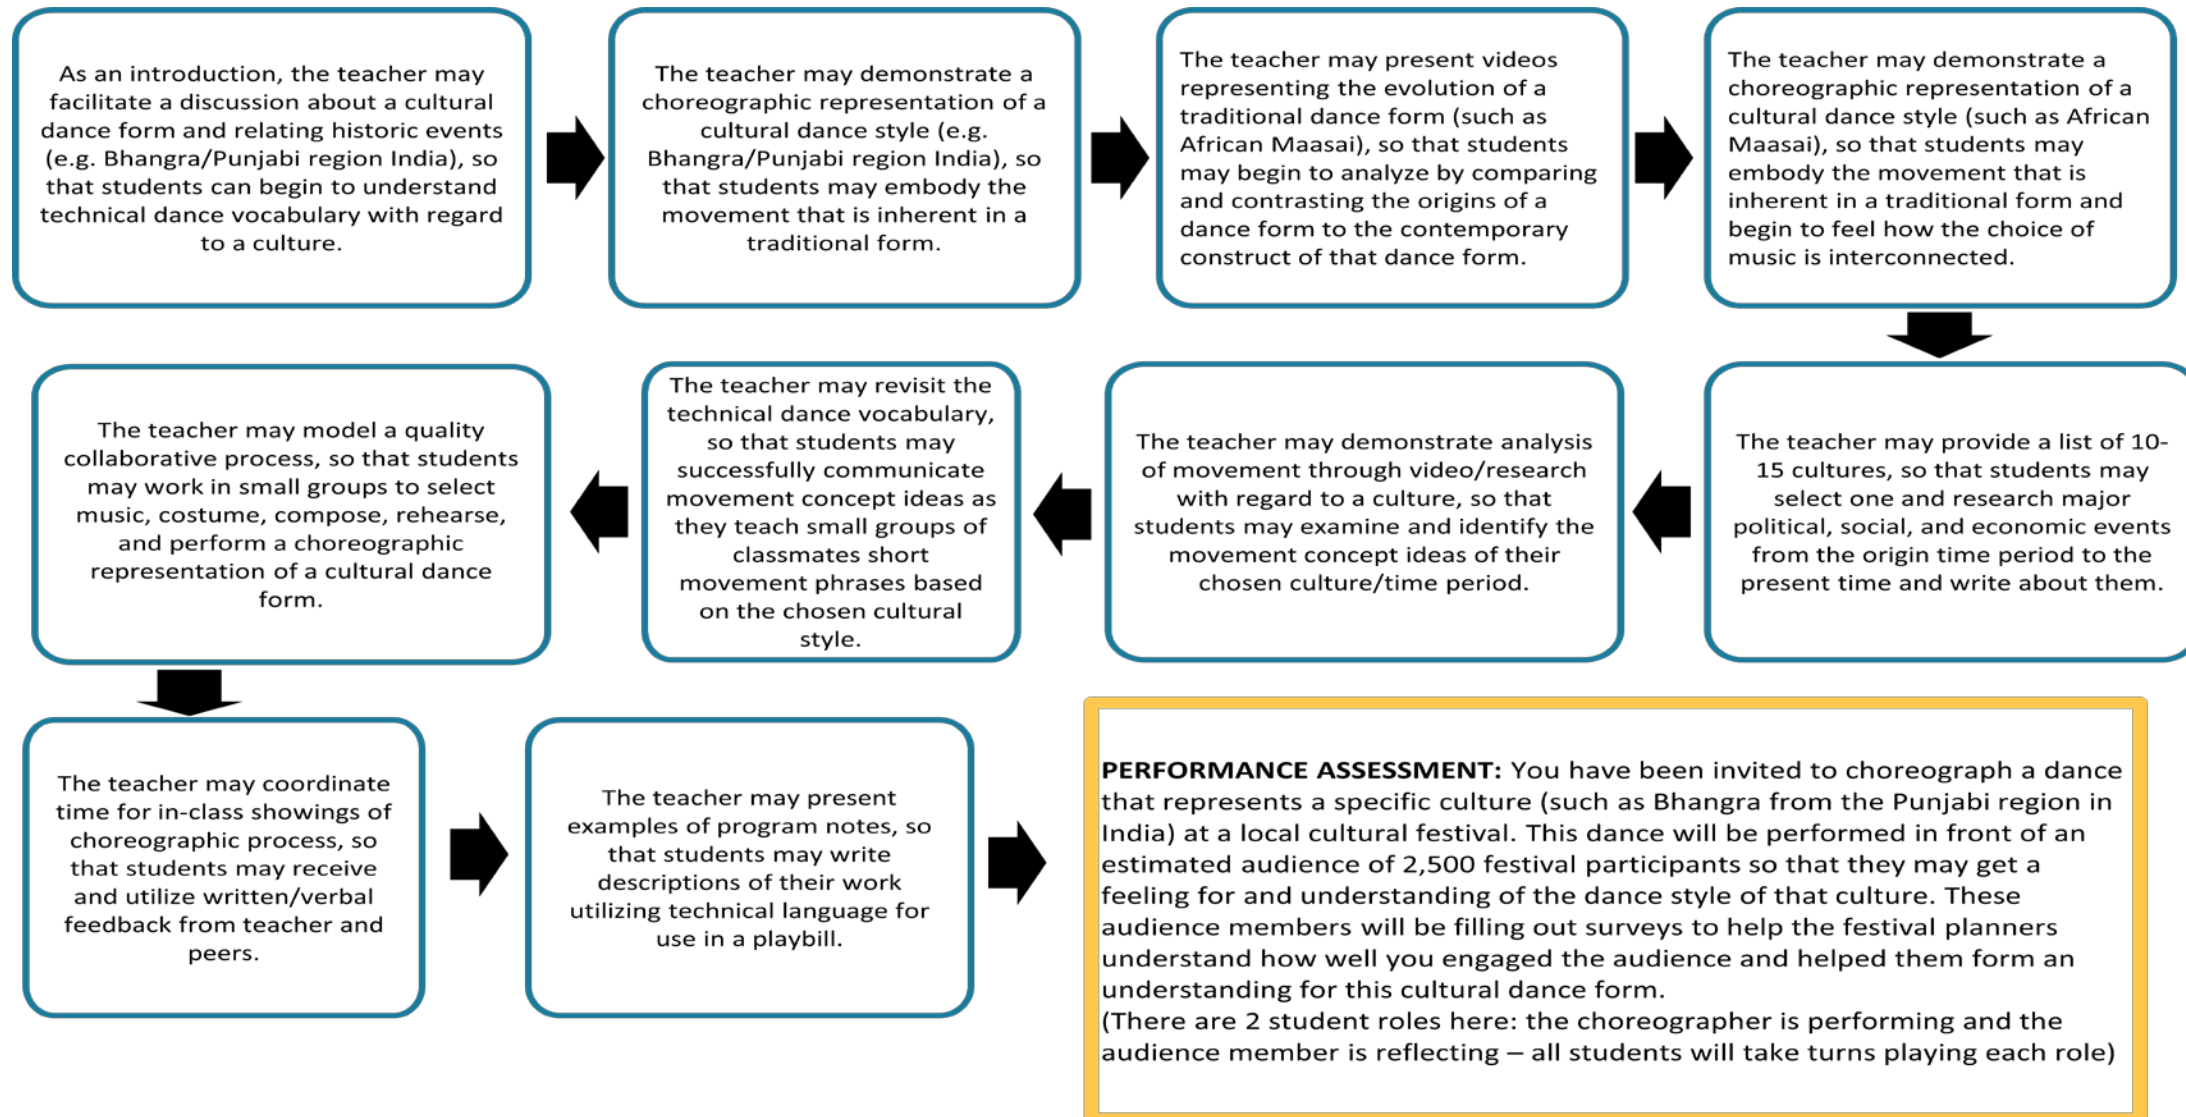 As an introduction, the teacher may
facilitate a discussion about a cultural
dance form and relating historic events
(e.g. Bhangra/Punjabi region India), so
that students can begin to understand
technical dance vocabulary with regard
to a culture.
The teacher may demonstrate a
choreographic representation of a
cultural dance style (e.g.
Bhangra/Punjabi region India), so
that students may embody the
movement that is inherent in a
traditional form.
The teacher may present videos
representing the evolution of a
traditional dance form (such as
African Maasai), so that students
may begin to analyze by comparing
and contrasting the origins of a
dance form to the contemporary
construct of that dance form.
The teacher may demonstrate a
choreographic representation of a
cultural dance style (such as African
Maasai), so that students may
embody the movement that is
inherent in a traditional form and
begin to feel how the choice of
music is interconnected.
The teacher may provide a list of 10-
15 cultures, so that students may
select one and research major
political, social, and economic events
from the origin time period to the
present time and write about them.
The teacher may demonstrate analysis
of movement through video/research
with regard to a culture, so that
students may examine and identify the
movement concept ideas of their
chosen culture/time period.
The teacher may revisit the
technical dance vocabulary,
so that students may
successfully communicate
movement concept ideas as
they teach small groups of
classmates short
movement phrases based
on the chosen cultural
style.
The teacher may model a quality
collaborative process, so that students
may work in small groups to select
music, costume, compose, rehearse,
and perform a choreographic
representation of a cultural dance
form.
The teacher may coordinate
time for in-class showings of
choreographic process, so
that students may receive
and utilize written/verbal
feedback from teacher and
peers.
The teacher may present
examples of program notes, so
that students may write
descriptions of their work
utilizing technical language for
use in a playbill.
PERFORMANCE ASSESSMENT: You have been invited to choreograph a dance
that represents a specific culture (such as Bhangra from the Punjabi region in
India) at a local cultural festival. This dance will be performed in front of an
estimated audience of 2,500 festival participants so that they may get a
feeling for and understanding of the dance style of that culture. These
audience members will be filling out surveys to help the festival planners
understand how well you engaged the audience and helped them form an
understanding for this cultural dance form.
(There are 2 student roles here: the choreographer is performing and the
audience member is reflecting – all students will take turns playing each role)